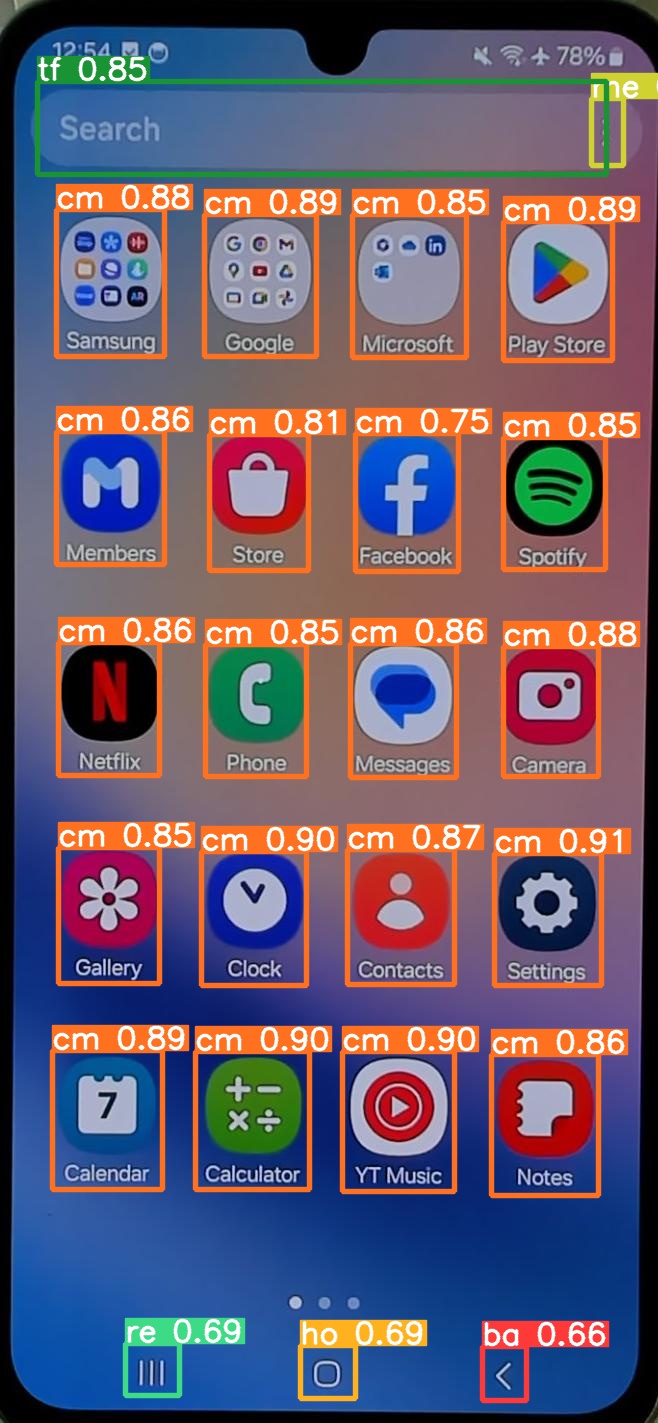 12:54 78%
tf 0.85
me
Search
cm 0.88 cm 0.89 cm 0.85 cm 0.89
Samsung Google Microsoft Play Store
cm 0.86 cm 0.81 cm 0.75 cm 0.85
Members Store Facebook Spotify
cm 0.86 cm 0.85 cm 0.86 cm 0.88
Netflix Phone Messages Camera
cm 0.85 cm 0.90 cm 0.87 cm 0.91
Gallery Clock Contacts Settings
cm 0.89 cm 0.90 cm 0.90 cm 0.86
7
Calendar Calculator YT Music Notes
re 0.69 ho 0.69 ba 0.66